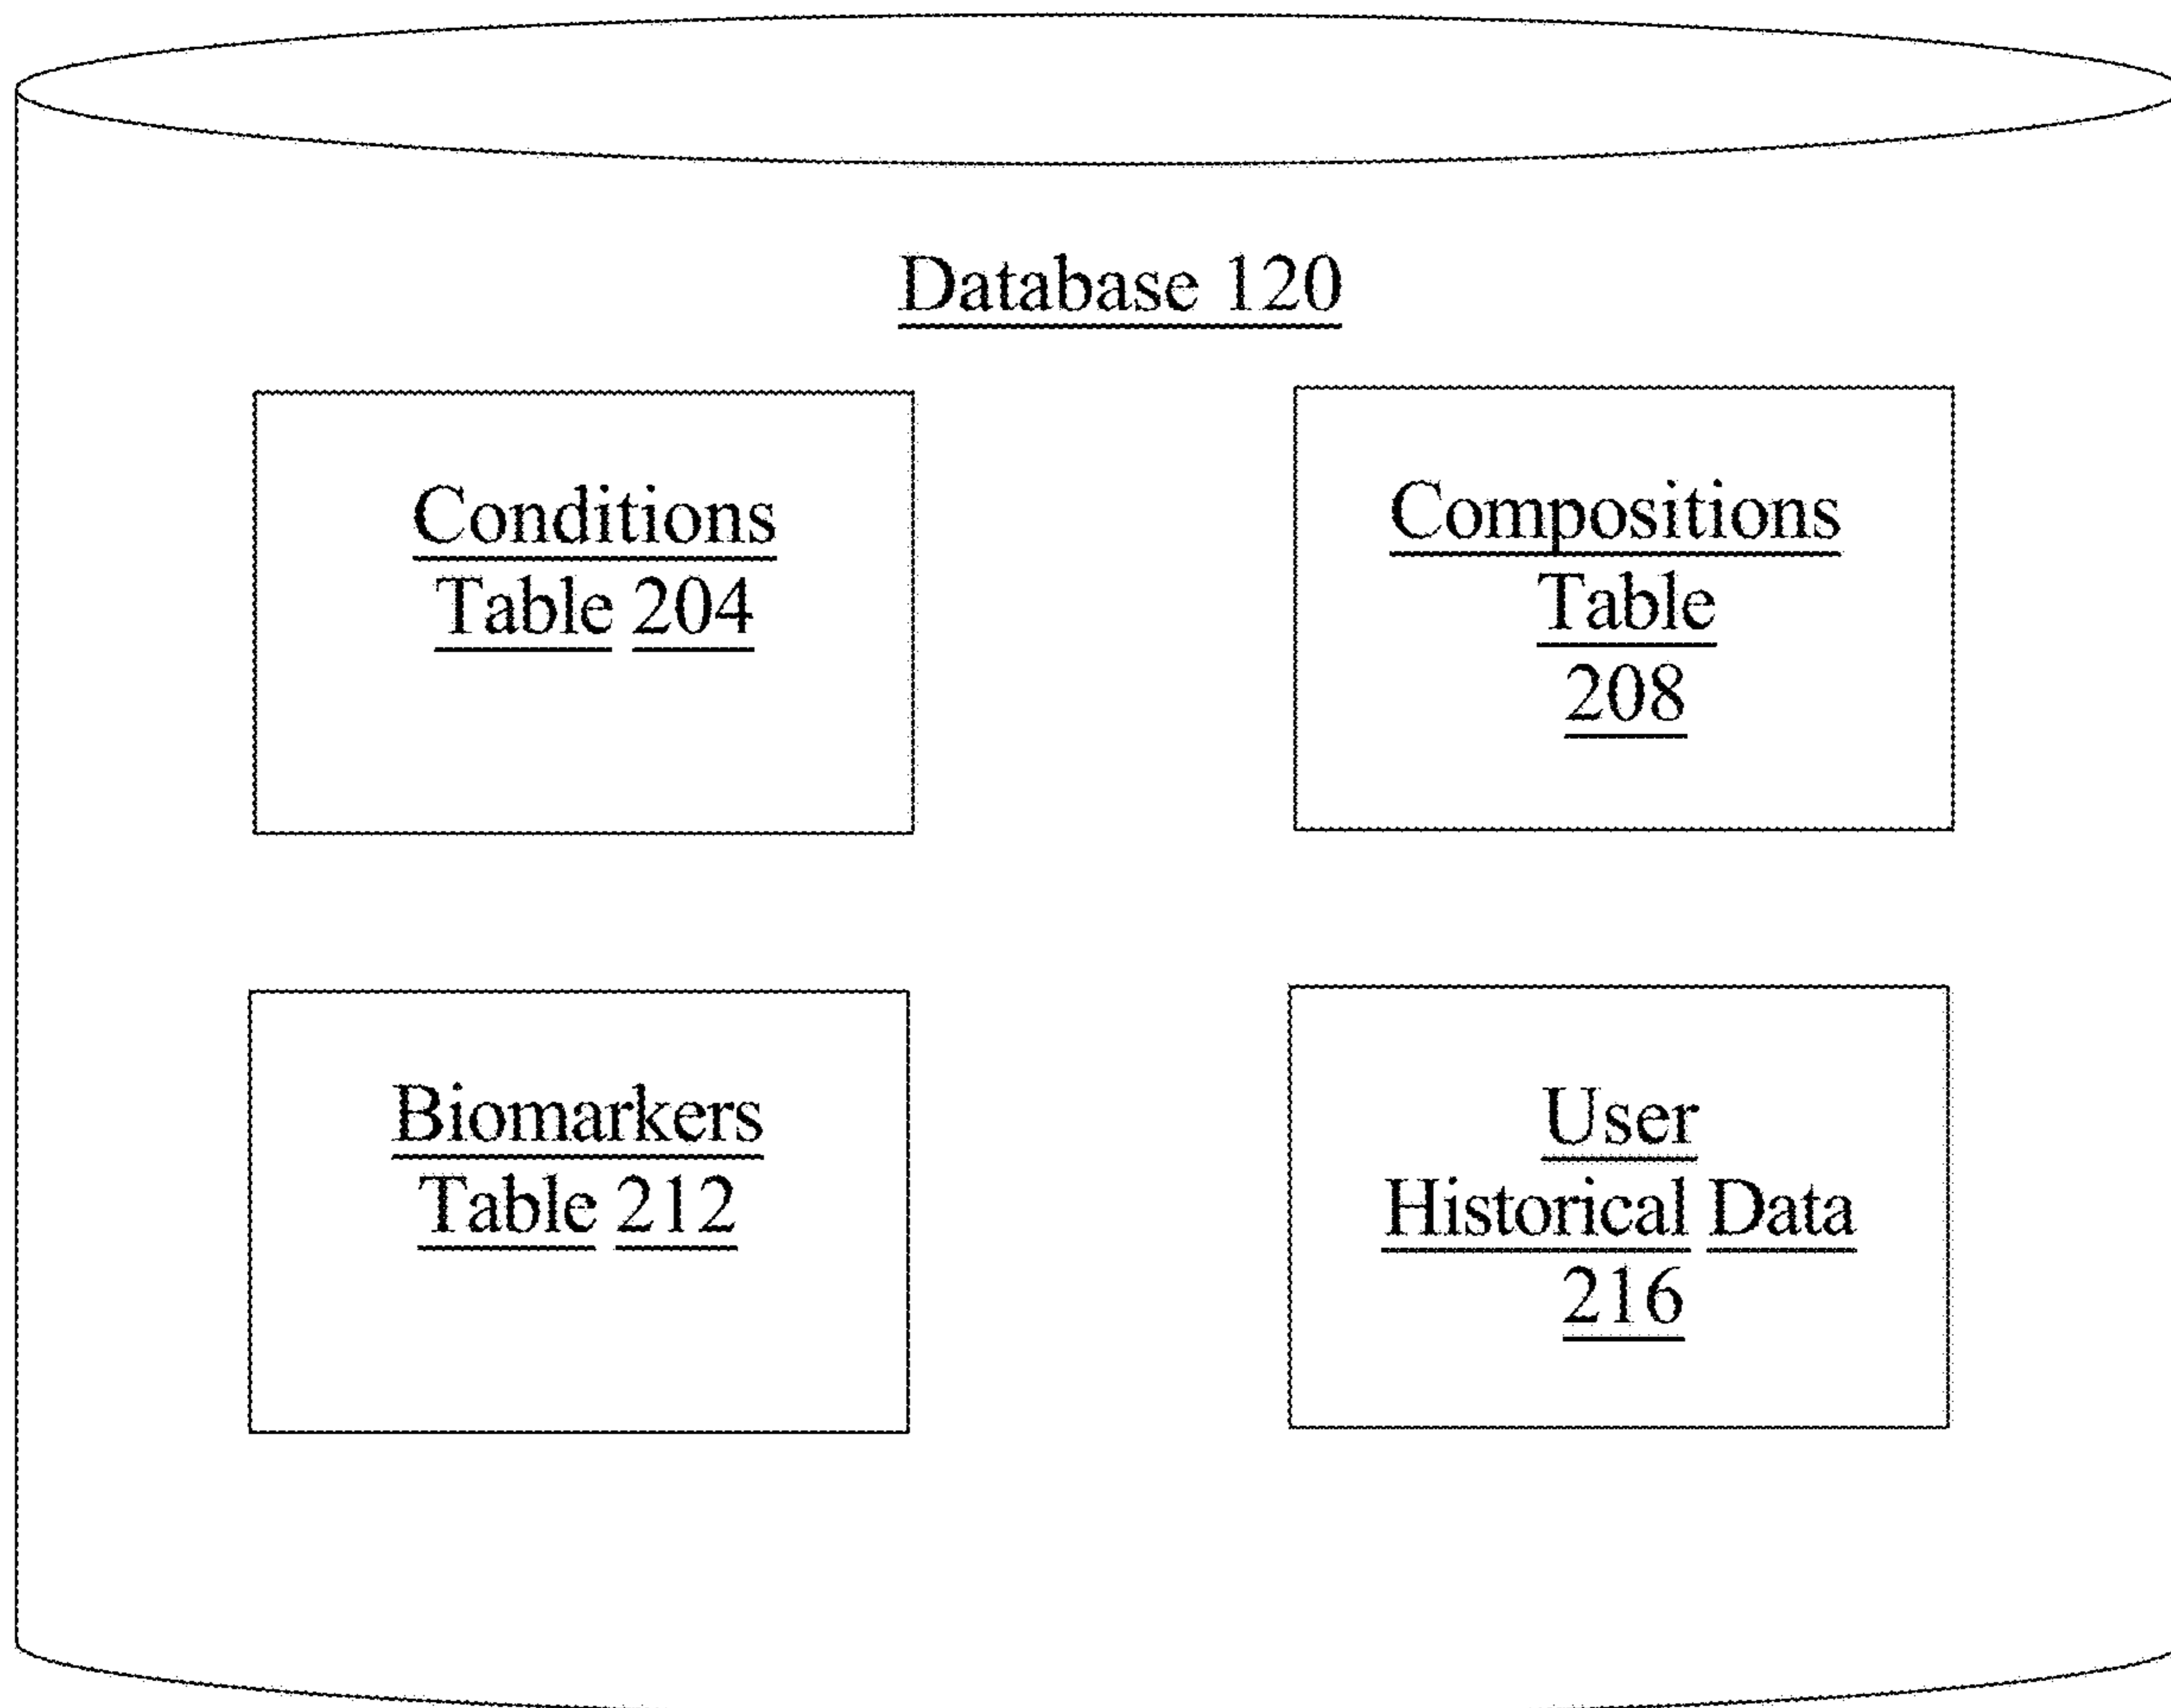 Database 120
Conditions
Table 204
Compositions
Table
208
Biomarkers
Table 212
User
Historical Data
216